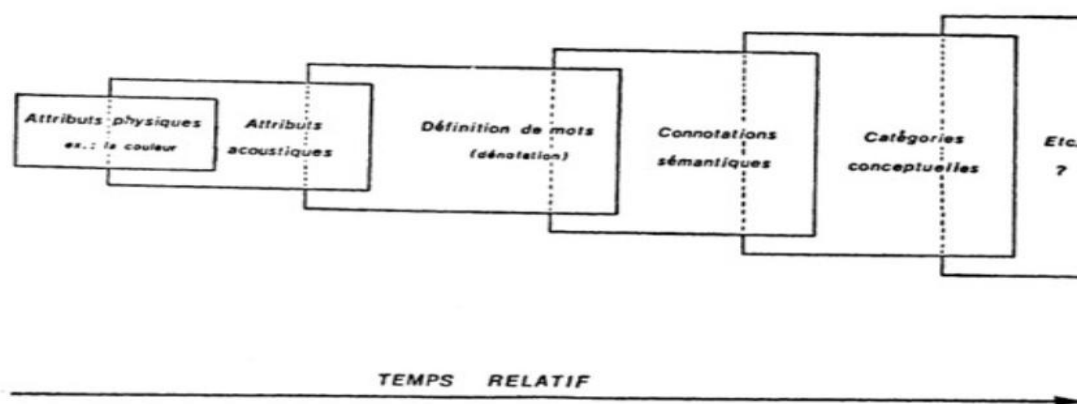 Attributs physiques
ex.: la couleur
Attributs
acoustiques
Définition de mots
(dénotation)
Connotations
sémantiques
Catégories
conceptuelles
Etc.
?
TEMPS RELATIF